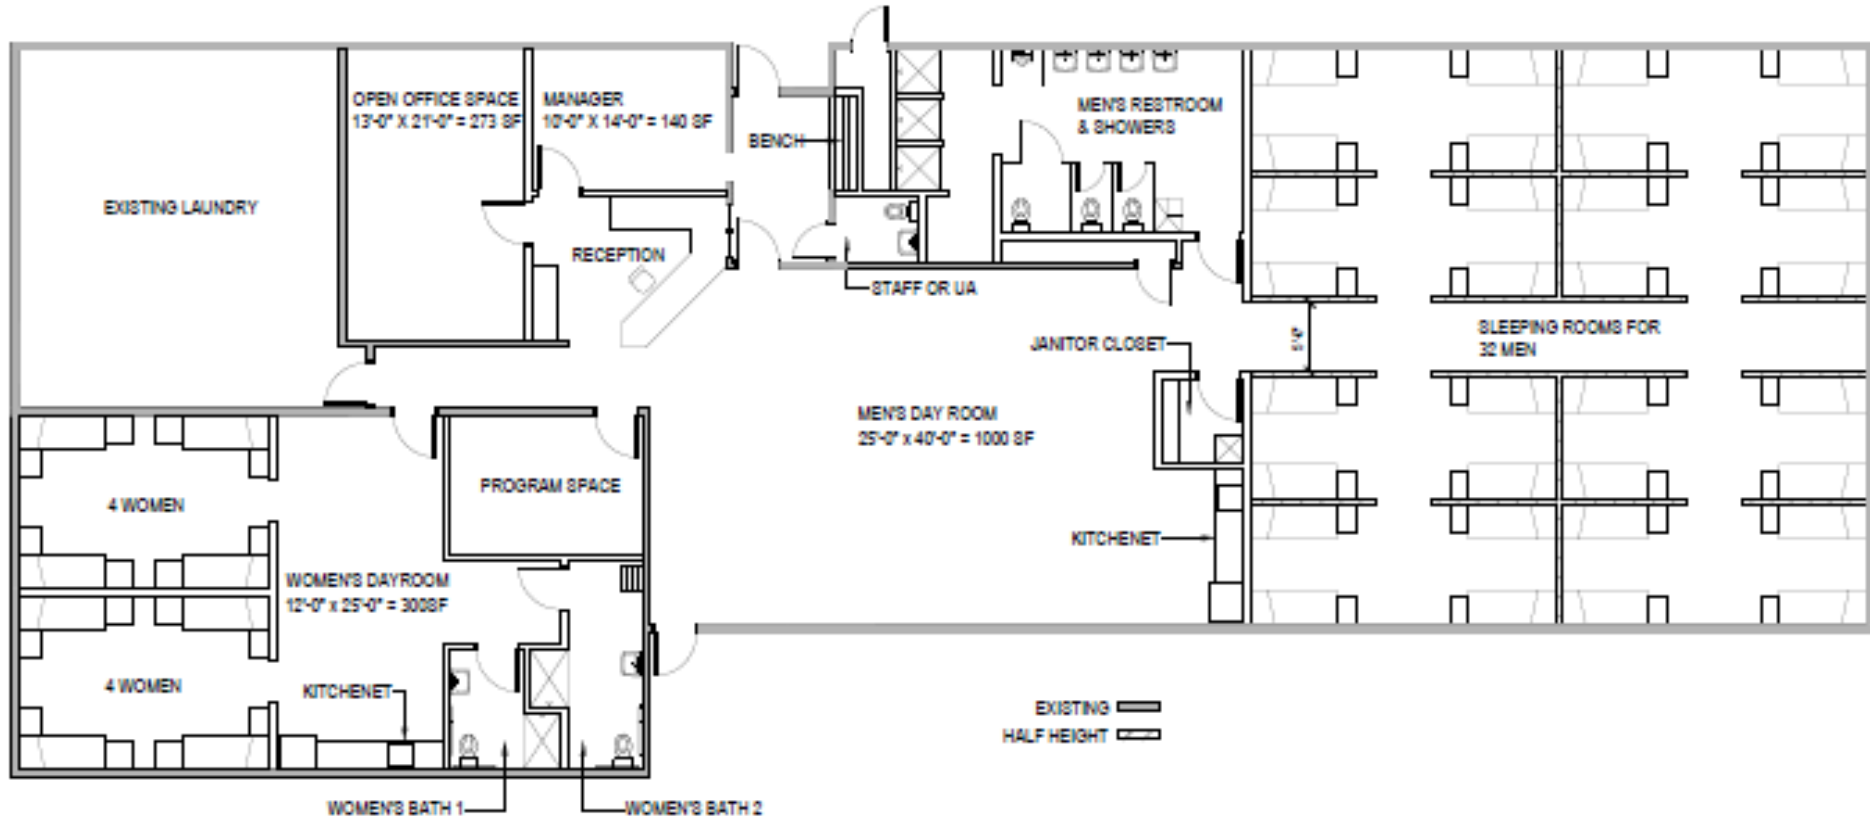 OPEN OFFICE SPACE
13'-0" X 21'-0" = 273 SF
MANAGER
10'-0" X 14'-0" = 140 SF
BENCH
MEN'S RESTROOM
& SHOWERS
EXISTING LAUNDRY
RECEPTION
STAFF OR UA
JANITOR CLOSET
SLEEPING ROOMS FOR
32 MEN
MEN'S DAY ROOM
25'-0" x 40'-0" = 1000 SF
PROGRAM SPACE
4 WOMEN
KITCHENET
WOMEN'S DAYROOM
12'-0" x 25'-0" = 300SF
4 WOMEN
KITCHENET
EXISTING
HALF HEIGHT
WOMEN'S BATH 1
WOMEN'S BATH 2